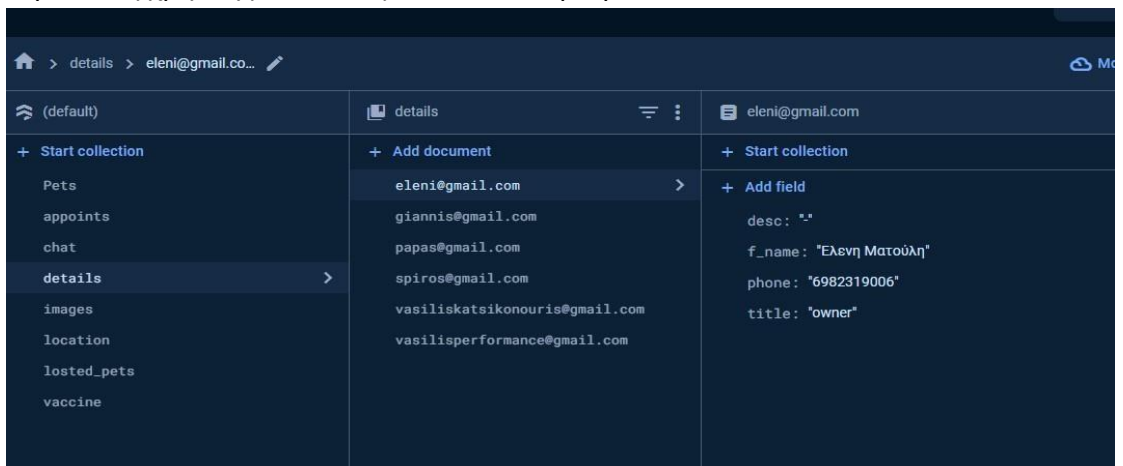 details
eleni@gmail.co...
(default)
details
eleni@gmail.com
+ Start collection
+ Add document
+ Start collection
Pets
eleni@gmail.com
+ Add field
appoints
giannis@gmail.com
desc: "-"
chat
papas@gmail.com
f_name: "Ελενη Ματούλη"
details
spiros@gmail.com
phone: "6982319006"
images
vasiliskatsikonouris@gmail.com
title: "owner"
location
vasilisperformance@gmail.com
losted_pets
vaccine